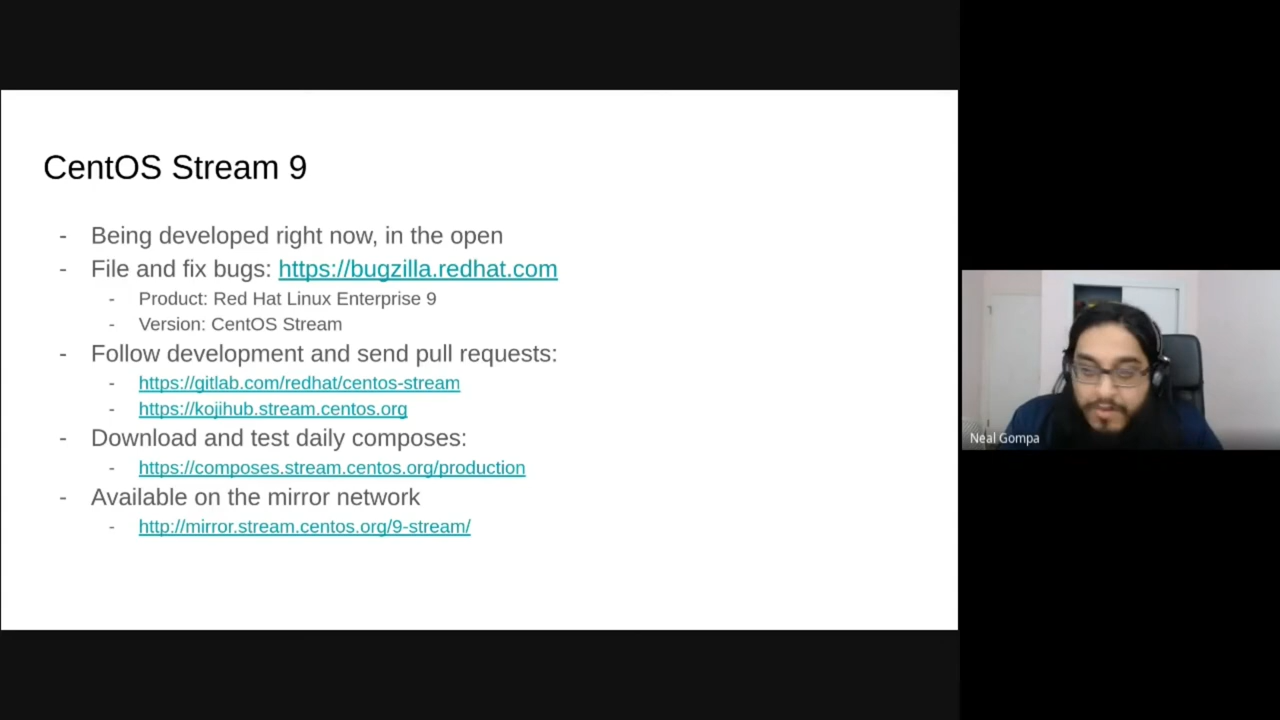 CentOS Stream 9
- Being developed right now, in the open
- File and fix bugs: https://bugzilla.redhat.com
- Product: Red Hat Linux Enterprise 9
- Version: CentOS Stream
- Follow development and send pull requests:
- https://gitlab.com/redhat/centos-stream
- https://kojihub.stream.centos.org
- Download and test daily composes:
- https://composes.stream.centos.org/production
- Available on the mirror network
- http://mirror.stream.centos.org/9-stream/
Neal Gompa